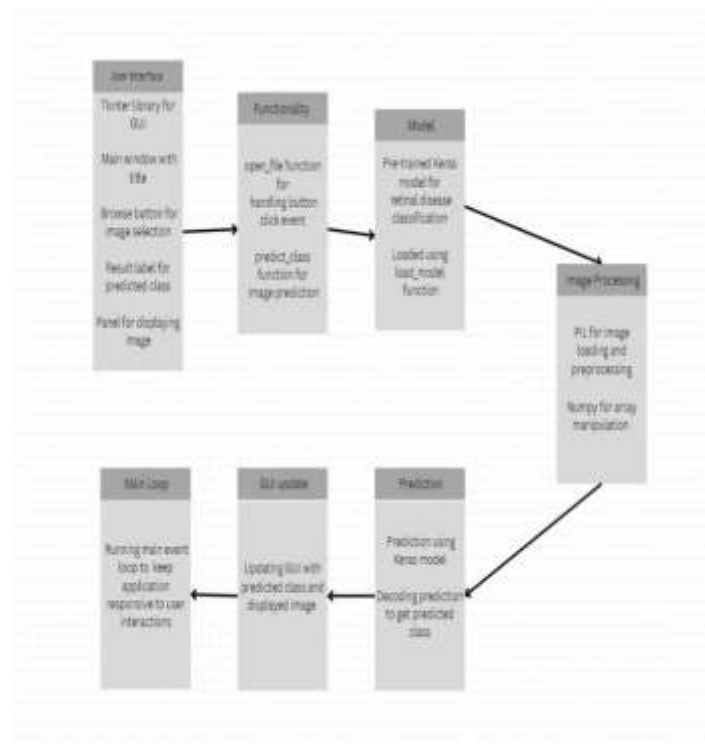 User Interface
Tkinter library for
GUI
Main window with
title
Browse button for
image selection
Result label for
predicted class
Panel for displaying
image
Functionality
open_file function
for
handling button
click event
predict_class
function for
image prediction
Model
Pre-trained Keras
model for
retinal disease
classification
Loaded using
load_model
function
Image Processing
PIL for image
loading and
preprocessing
Numpy for array
manipulation
Prediction
Prediction using
Keras model
Decoding prediction
to get predicted
class
GUI update
Updating GUI with
predicted class and
displayed image
Main Loop
Running main event
loop to keep
application
responsive to user
interactions